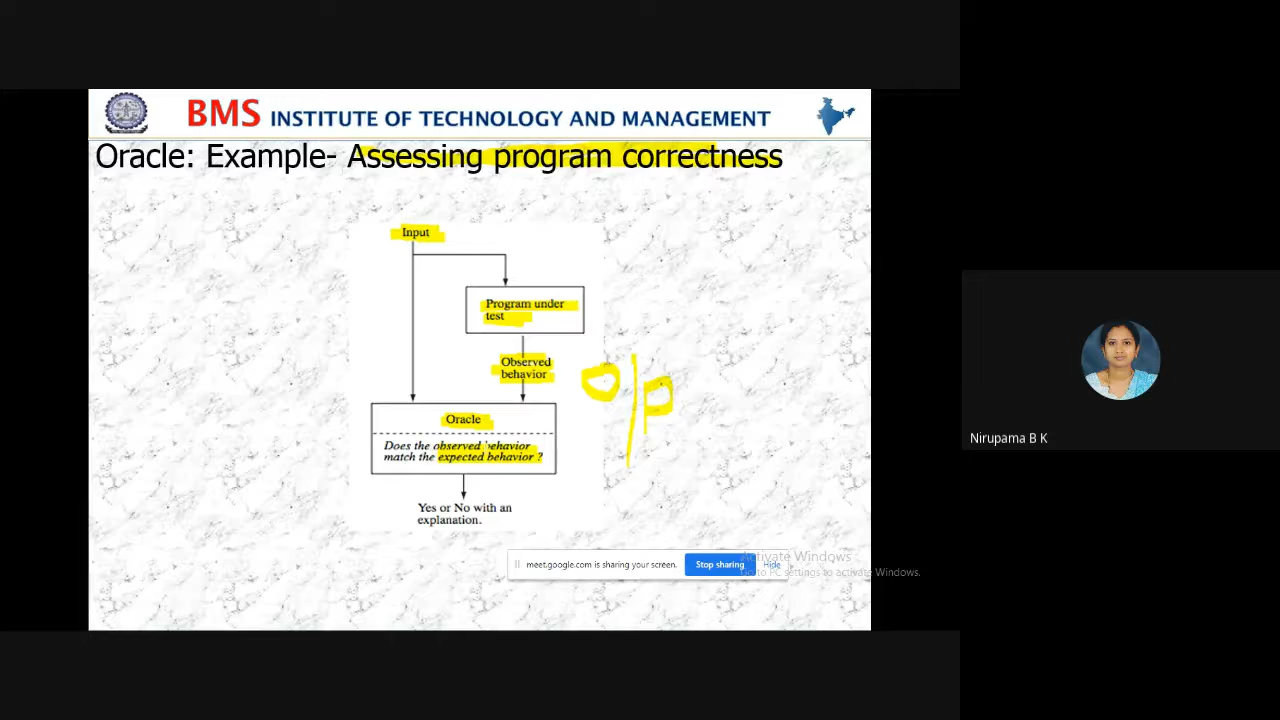 BMS INSTITUTE OF TECHNOLOGY AND MANAGEMENT
Oracle: Example- Assessing program correctness
Input
Program under
test
Observed
behavior
O/P
Oracle
Does the observed behavior
match the expected behavior ?
Yes or No with an
explanation.
Nirupama B K
meet.google.com is sharing your screen.
Stop sharing
Hide
Activate Windows
Go to PC settings to activate Windows.